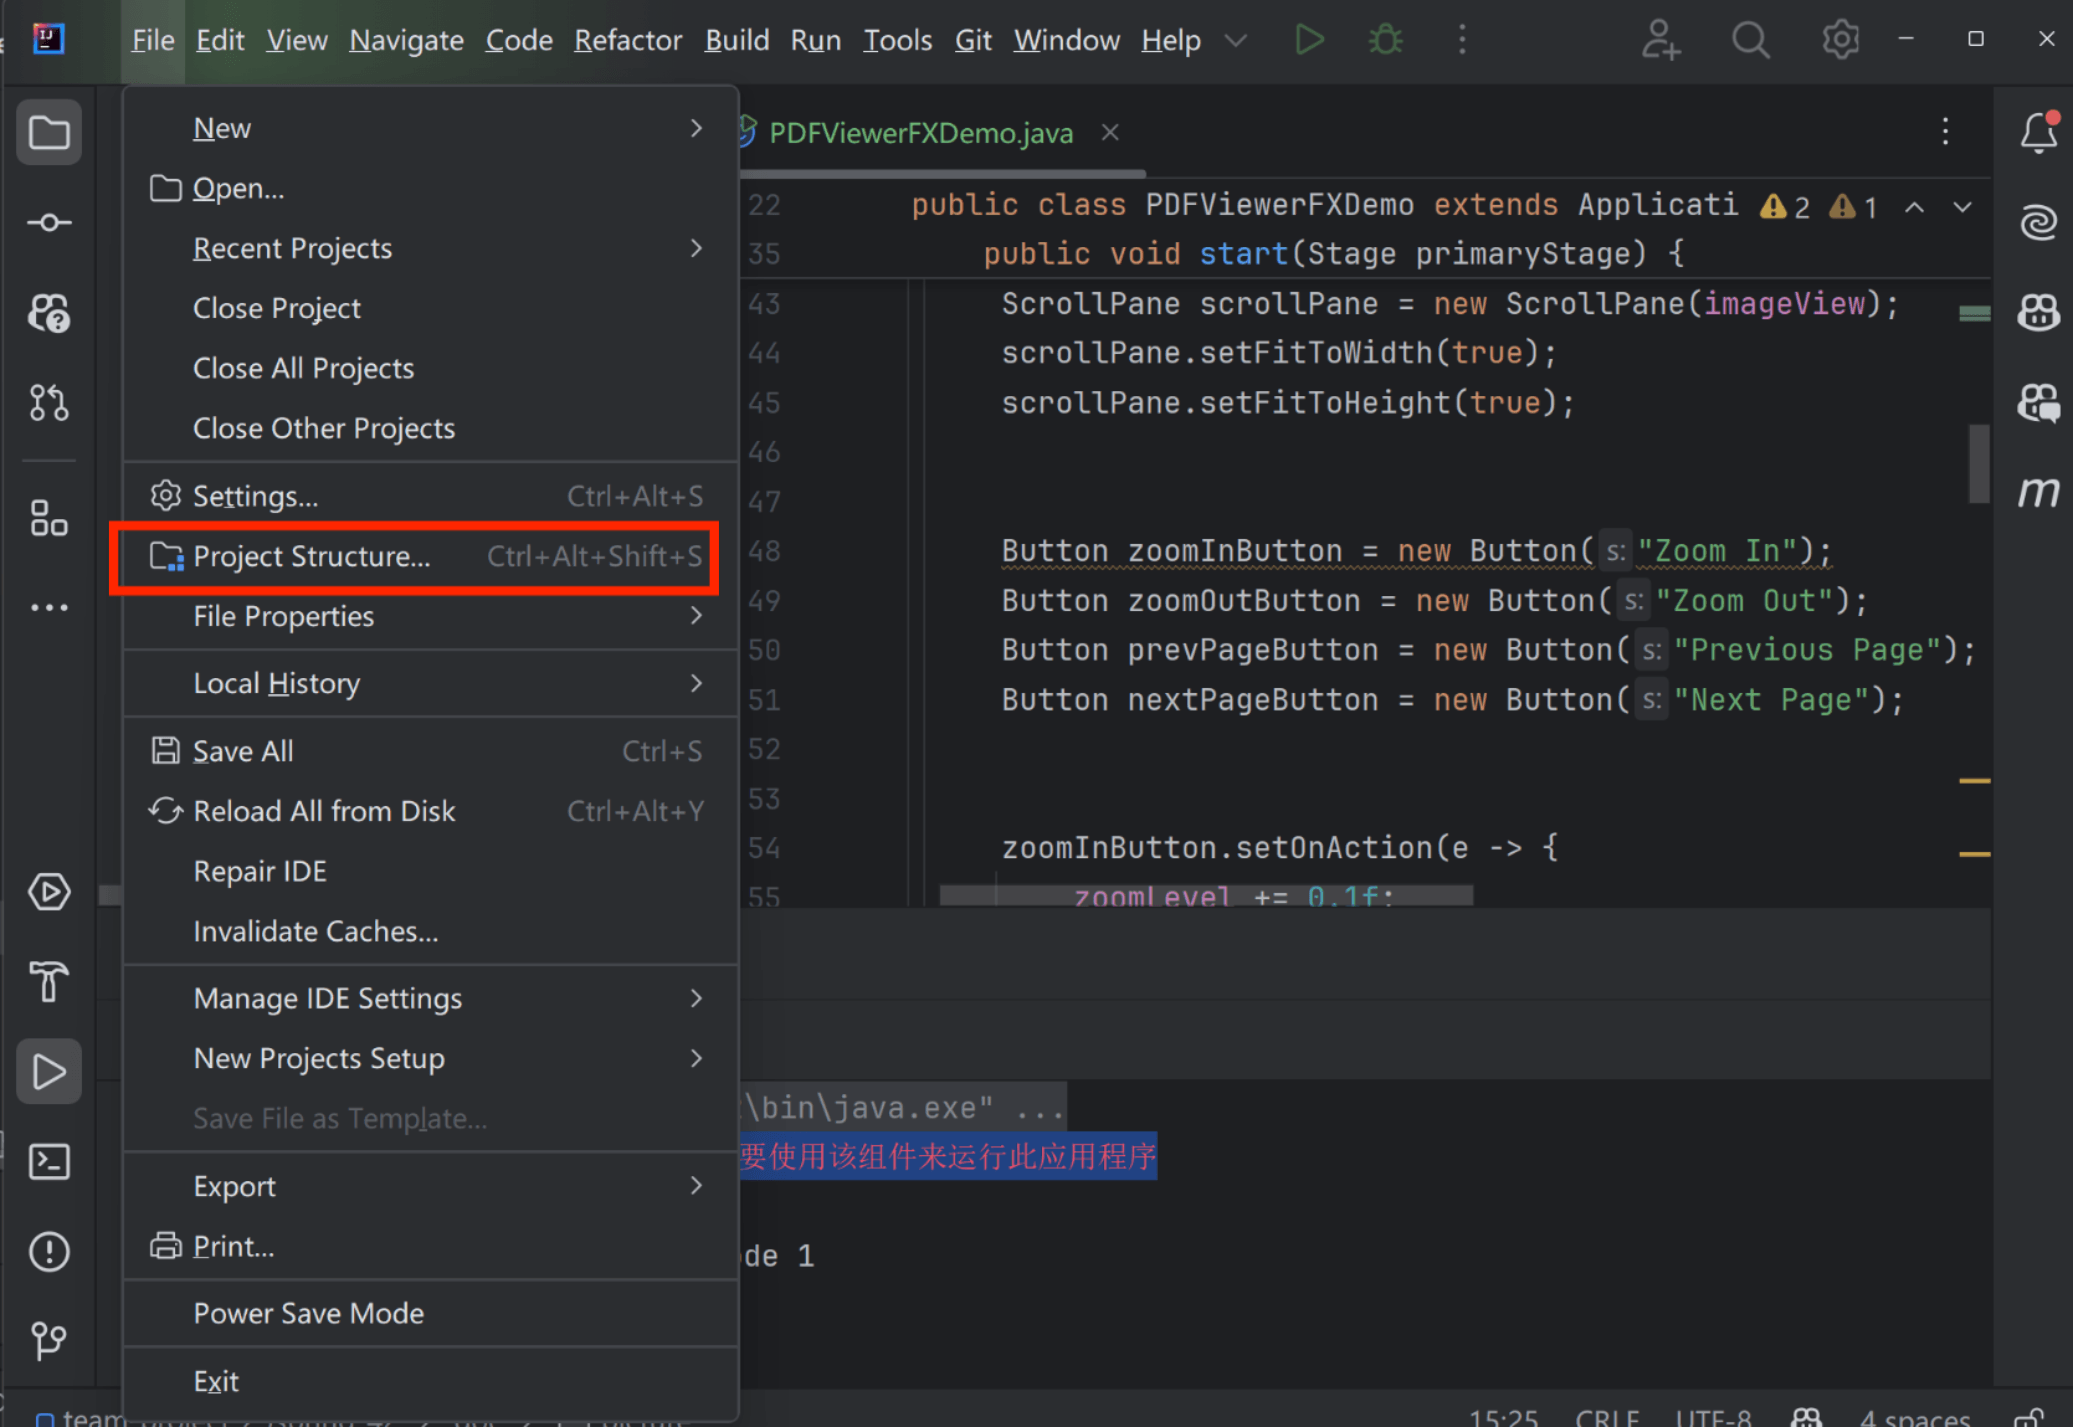 File Edit View Navigate Code Refactor Build Run Tools Git Window Help
New
Open...
Recent Projects
Close Project
Close All Projects
Close Other Projects
Settings... Ctrl+Alt+S
Project Structure... Ctrl+Alt+Shift+S
File Properties
Local History
Save All Ctrl+S
Reload All from Disk Ctrl+Alt+Y
Repair IDE
Invalidate Caches...
Manage IDE Settings
New Projects Setup
Save File as Template...
Export
Print...
Power Save Mode
Exit
PDFViewerFXDemo.java
22 public class PDFViewerFXDemo extends Applicati 2 1
35 public void start(Stage primaryStage) {
43 ScrollPane scrollPane = new ScrollPane(imageView);
44 scrollPane.setFitToWidth(true);
45 scrollPane.setFitToHeight(true);
46
47
48 Button zoomInButton = new Button( s: "Zoom In");
49 Button zoomOutButton = new Button( s: "Zoom Out");
50 Button prevPageButton = new Button( s: "Previous Page");
51 Button nextPageButton = new Button( s: "Next Page");
52
53
54 zoomInButton.setOnAction(e -> {
55 zoomLevel += 0.1f;
\bin\java.exe" ...
要使用该组件来运行此应用程序
de 1
m
15:25 CRLF UTF-8 4 spaces